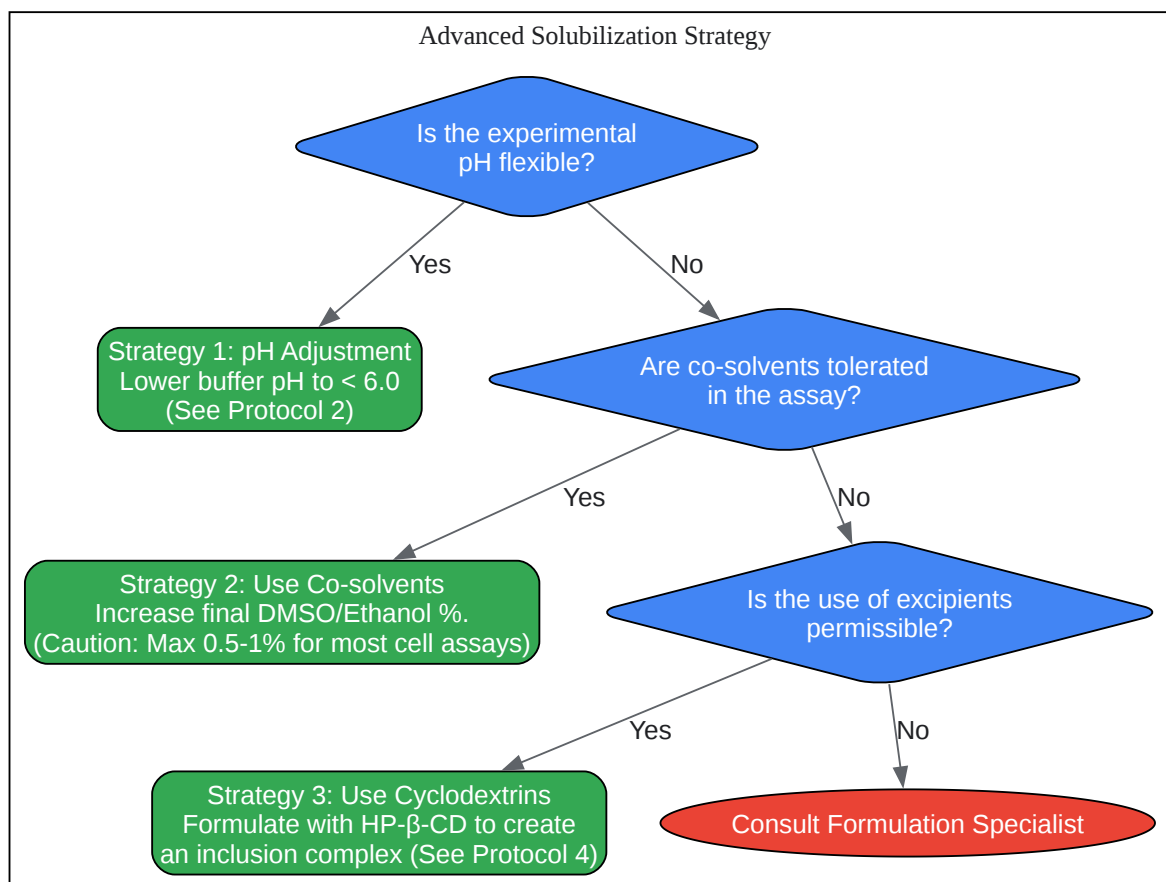 Advanced Solubilization Strategy
Is the experimental
pH flexible?
Yes
No
Strategy 1: pH Adjustment
Lower buffer pH to < 6.0
(See Protocol 2)
Are co-solvents tolerated
in the assay?
Yes
No
Strategy 2: Use Co-solvents
Increase final DMSO/Ethanol %.
(Caution: Max 0.5-1% for most cell assays)
Is the use of excipients
permissible?
Yes
No
Strategy 3: Use Cyclodextrins
Formulate with HP-β-CD to create
an inclusion complex (See Protocol 4)
Consult Formulation Specialist